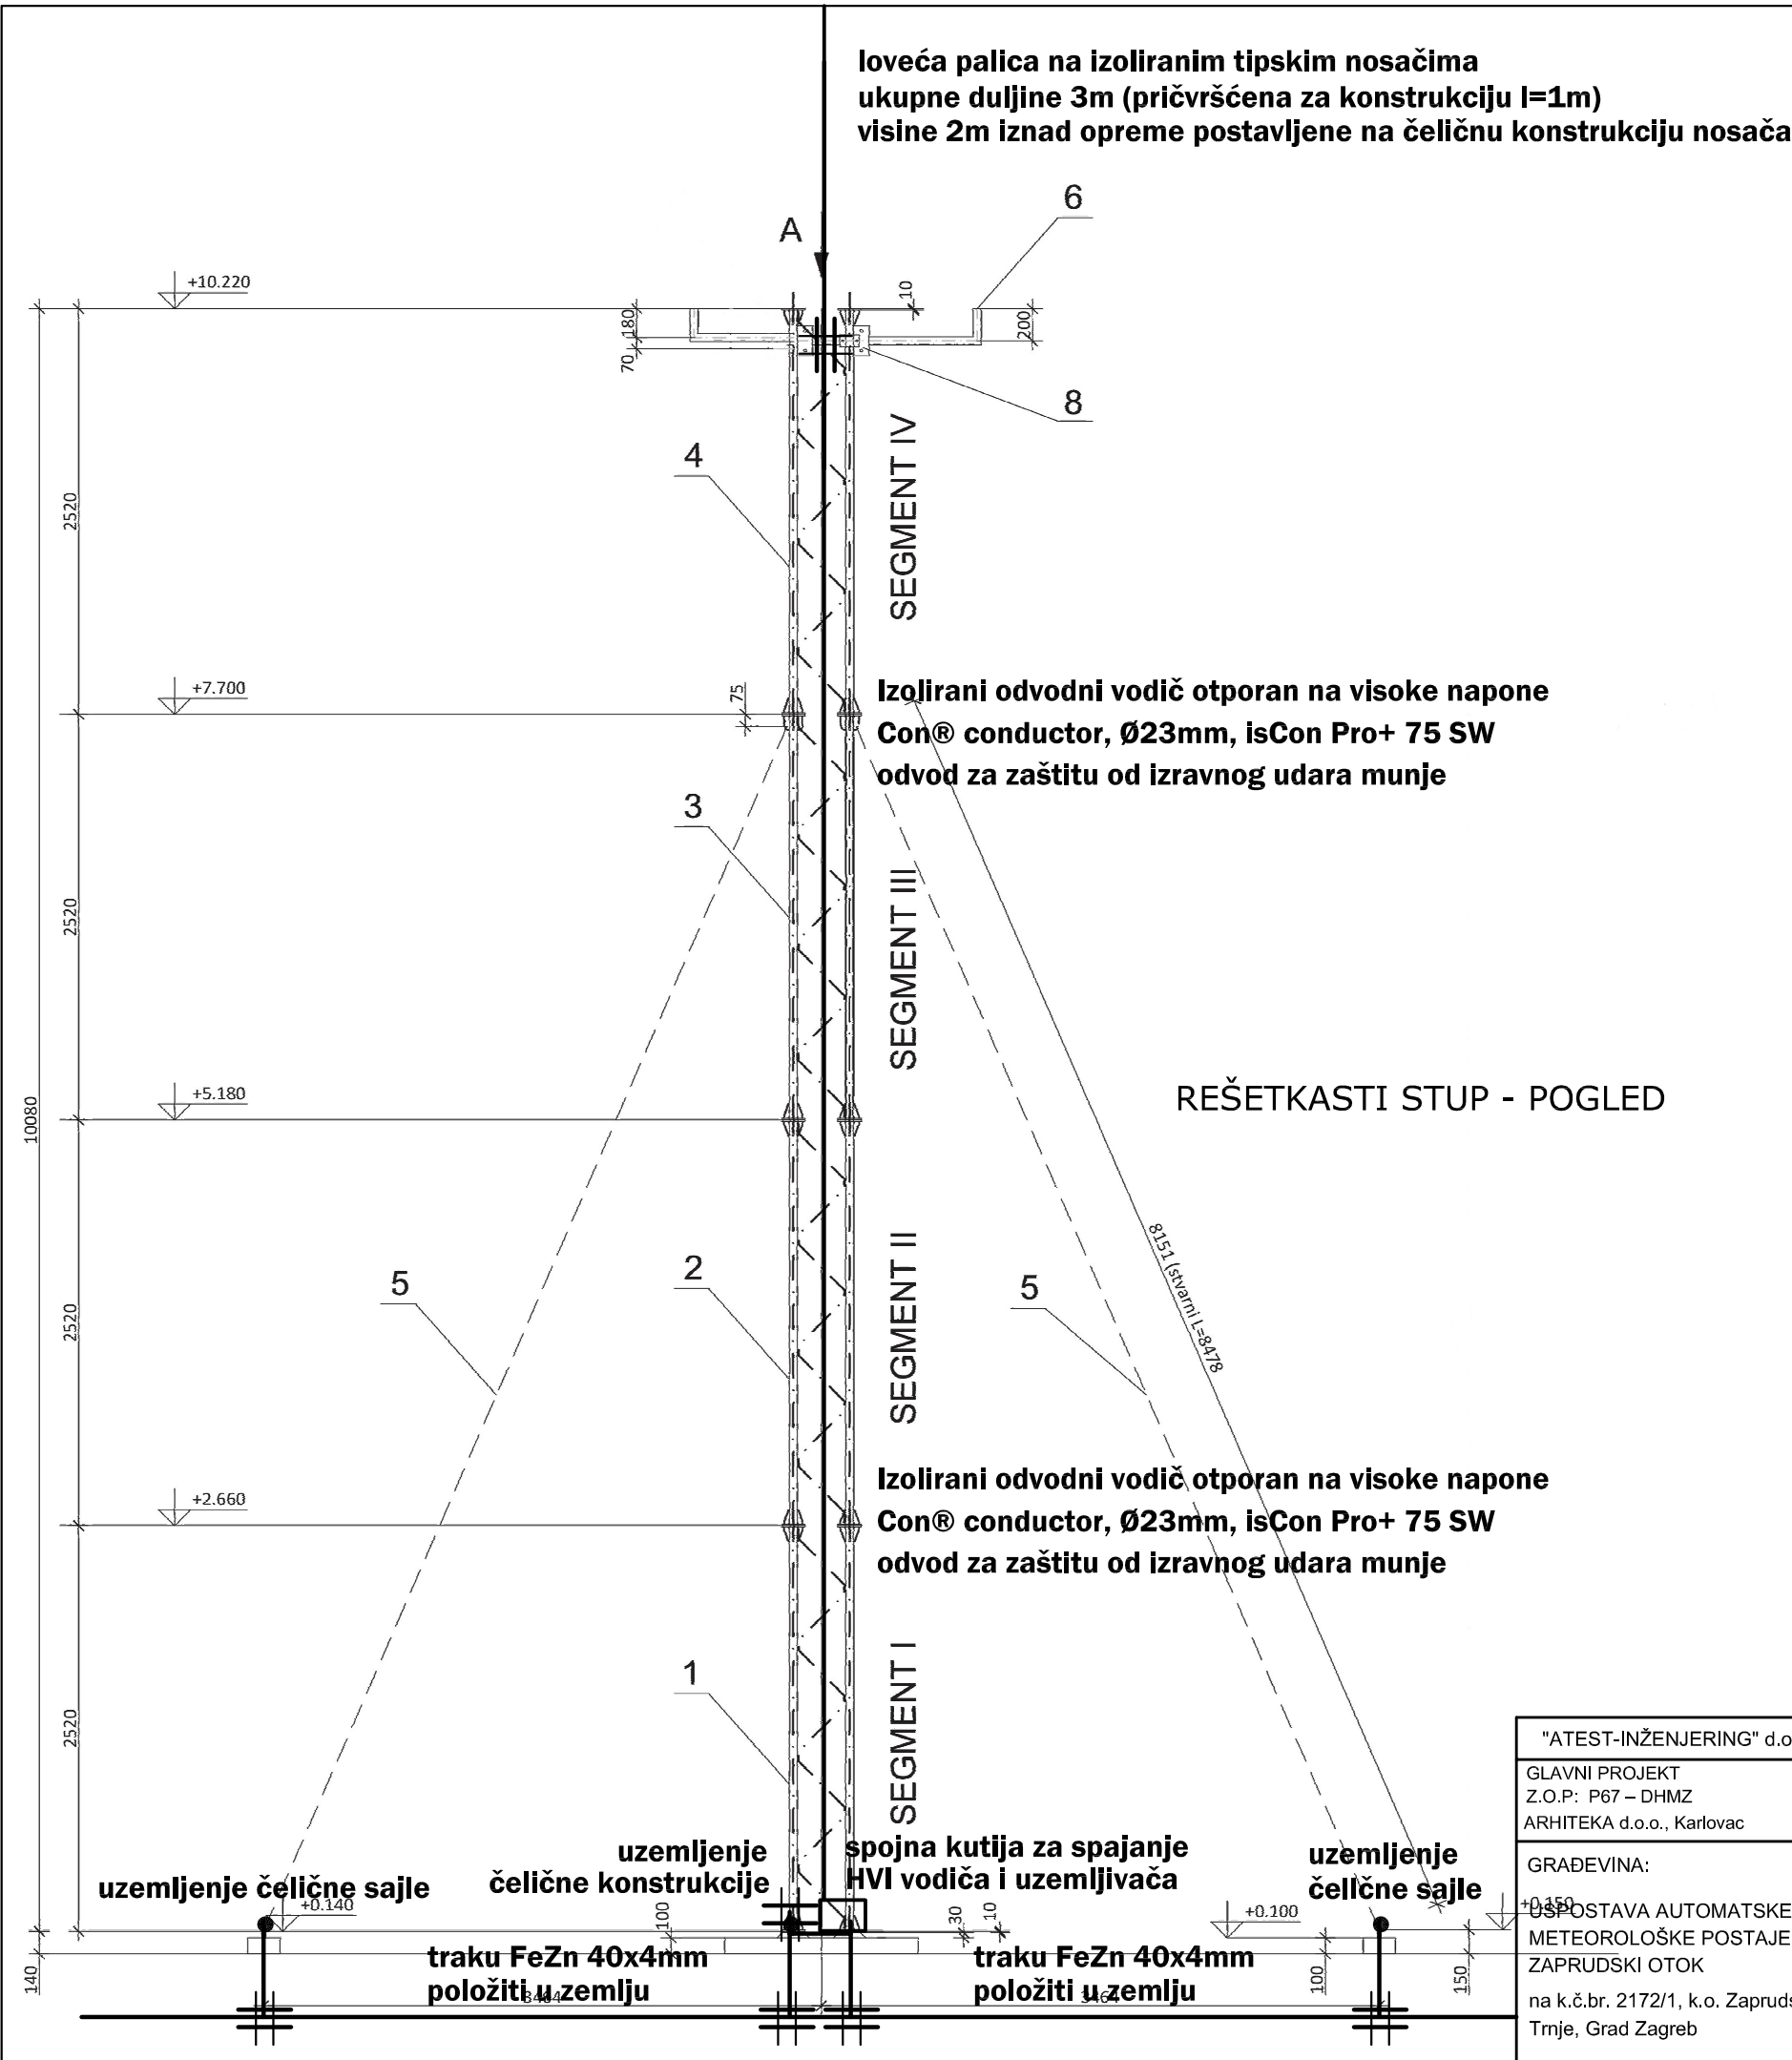 loveća palica na izoliranim tipskim nosačima
ukupne duljine 3m (pričvršćena za konstrukciju l=1m)
visine 2m iznad opreme postavljene na čeličnu konstrukciju nosača
6
A
+10.220
10
180
200
70
8
SEGMENT IV
4
2520
+7.700
75
Izolirani odvodni vodič otporan na visoke napone
Con® conductor, Ø23mm, isCon Pro+ 75 SW
odvod za zaštitu od izravnog udara munje
3
SEGMENT III
2520
+5.180
10080
REŠETKASTI STUP - POGLED
SEGMENT II
2
5
5
8151 (stvarni L=8478
2520
+2.660
Izolirani odvodni vodič otporan na visoke napone
Con® conductor, Ø23mm, isCon Pro+ 75 SW
odvod za zaštitu od izravnog udara munje
1
SEGMENT I
2520
uzemljenje čelične sajle
+0.140
uzemljenje
čelične konstrukcije
spojna kutija za spajanje
HVI vodiča i uzemljivača
uzemljenje
čelične sajle
100
30
10
+0.100
+0.150
140
traku FeZn 40x4mm
položiti u zemlju
3464
traku FeZn 40x4mm
položiti u zemlju
3464
100
150
"ATEST-INŽENJERING" d.o
GLAVNI PROJEKT
Z.O.P: P67 – DHMZ
ARHITEKA d.o.o., Karlovac
GRAĐEVINA:
USPOSTAVA AUTOMATSKE
METEOROLOŠKE POSTAJE
ZAPRUDSKI OTOK
na k.č.br. 2172/1, k.o. Zapruds
Trnje, Grad Zagreb